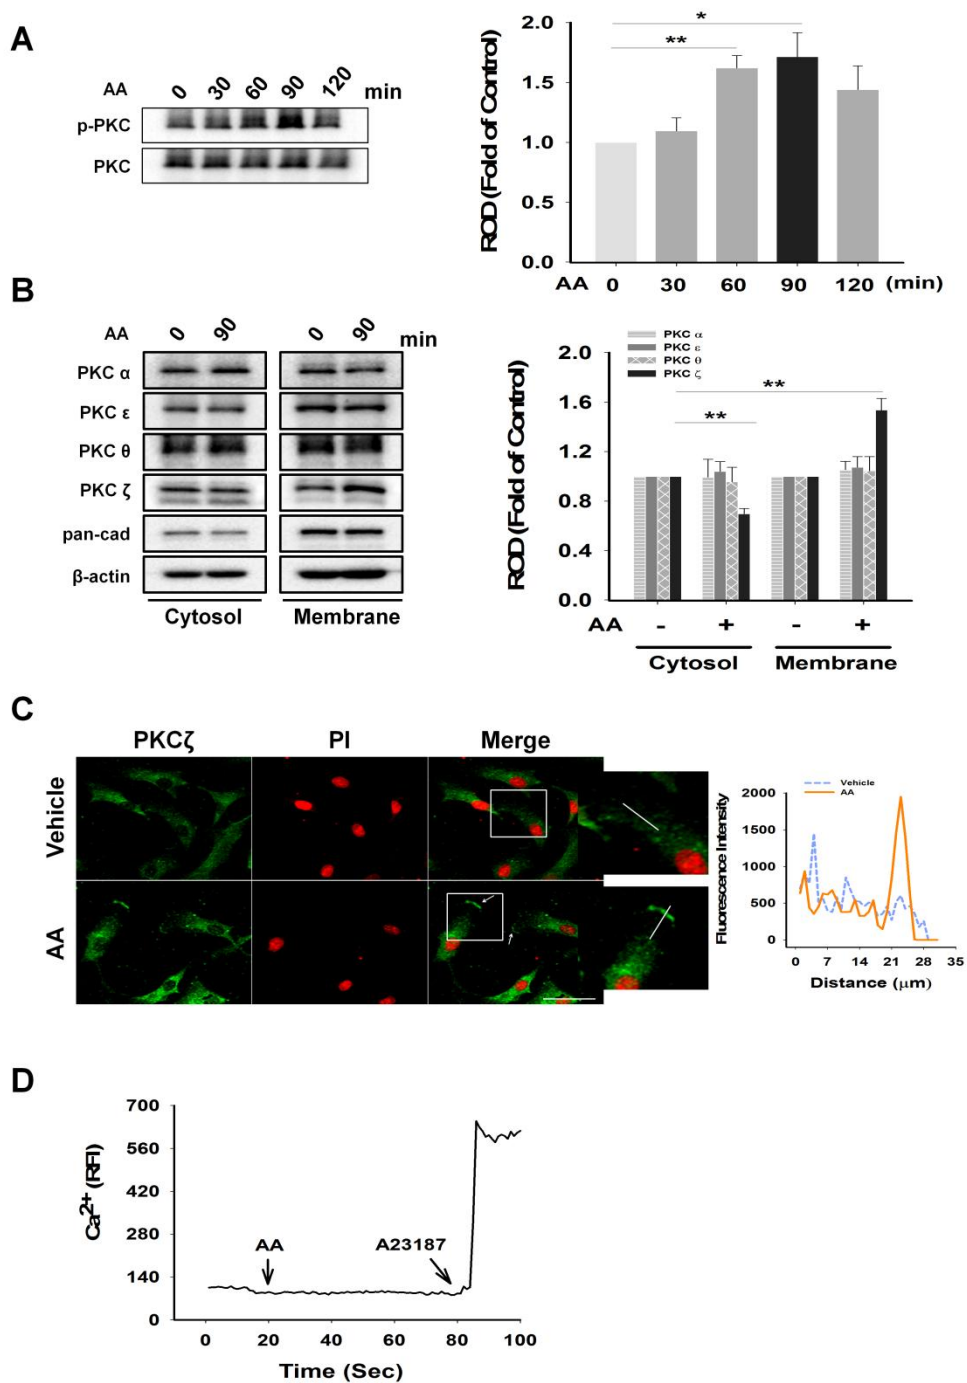 A
AA 0 30 60 90 120 min
p-PKC
PKC
ROD (Fold of Control)
2.0
1.5
1.0
0.5
0.0
*
**
AA 0 30 60 90 120 (min)
B
AA 0 90 0 90 min
PKC α
PKC ε
PKC θ
PKC ζ
pan-cad
β-actin
Cytosol Membrane
ROD (Fold of Control)
2.0
1.6
1.2
0.8
0.4
0.0
PKC α
PKC ε
PKC θ
PKC ζ
**
**
AA - + - +
Cytosol Membrane
C
PKCζ PI Merge
Vehicle
AA
Fluorescence Intensity
Vehicle
AA
2000
1500
1000
500
0
0 7 14 21 28 35
Distance (μm)
D
Ca2+ (RFI)
700
560
420
280
140
0
AA
A23187
0 20 40 60 80 100
Time (Sec)